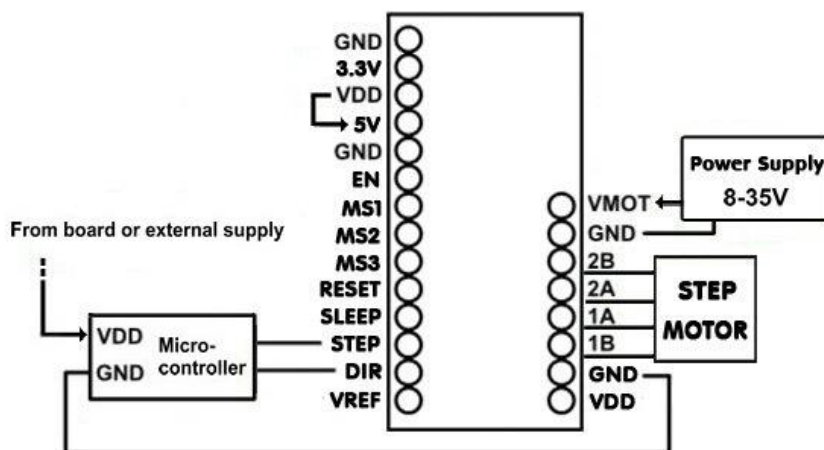 GND
3.3V
VDD
5V
GND
EN
MS1
MS2
MS3
RESET
SLEEP
STEP
DIR
VREF
From board or external supply
VDD
GND
Micro-
controller
VMOT
GND
2B
2A
1A
1B
GND
VDD
Power Supply
8-35V
STEP
MOTOR